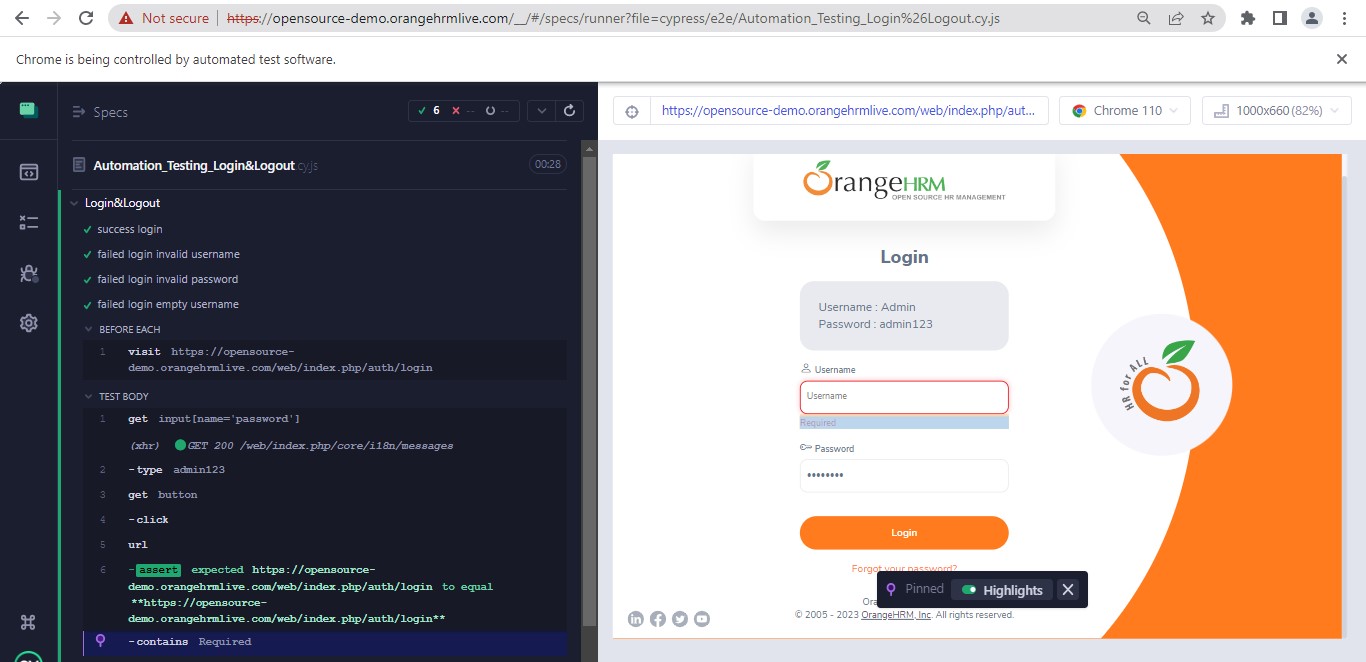 Not secure https://opensource-demo.orangehrmlive.com/__/#/specs/runner?file=cypress/e2e/Automation_Testing_Login%26Logout.cy.js
Chrome is being controlled by automated test software.
Specs
6 -- --
https://opensource-demo.orangehrmlive.com/web/index.php/aut...
Chrome 110
1000x660 (82%)
Automation_Testing_Login&Logout.cy.js 00:28
Login&Logout
success login
failed login invalid username
failed login invalid password
failed login empty username
BEFORE EACH
1 visit https://opensource-
demo.orangehrmlive.com/web/index.php/auth/login
TEST BODY
1 get input[name='password']
(xhr) GET 200 /web/index.php/core/i18n/messages
2 -type admin123
3 get button
4 -click
5 url
6 -assert expected https://opensource-
demo.orangehrmlive.com/web/index.php/auth/login to equal
**https://opensource-
demo.orangehrmlive.com/web/index.php/auth/login**
-contains Required
OrangeHRM
OPEN SOURCE HR MANAGEMENT
Login
Username : Admin
Password : admin123
Username
Username
Required
Password
Login
Forgot your password?
Ora
© 2005 - 2023 OrangeHRM, Inc. All rights reserved.
HR for ALL
Pinned Highlights